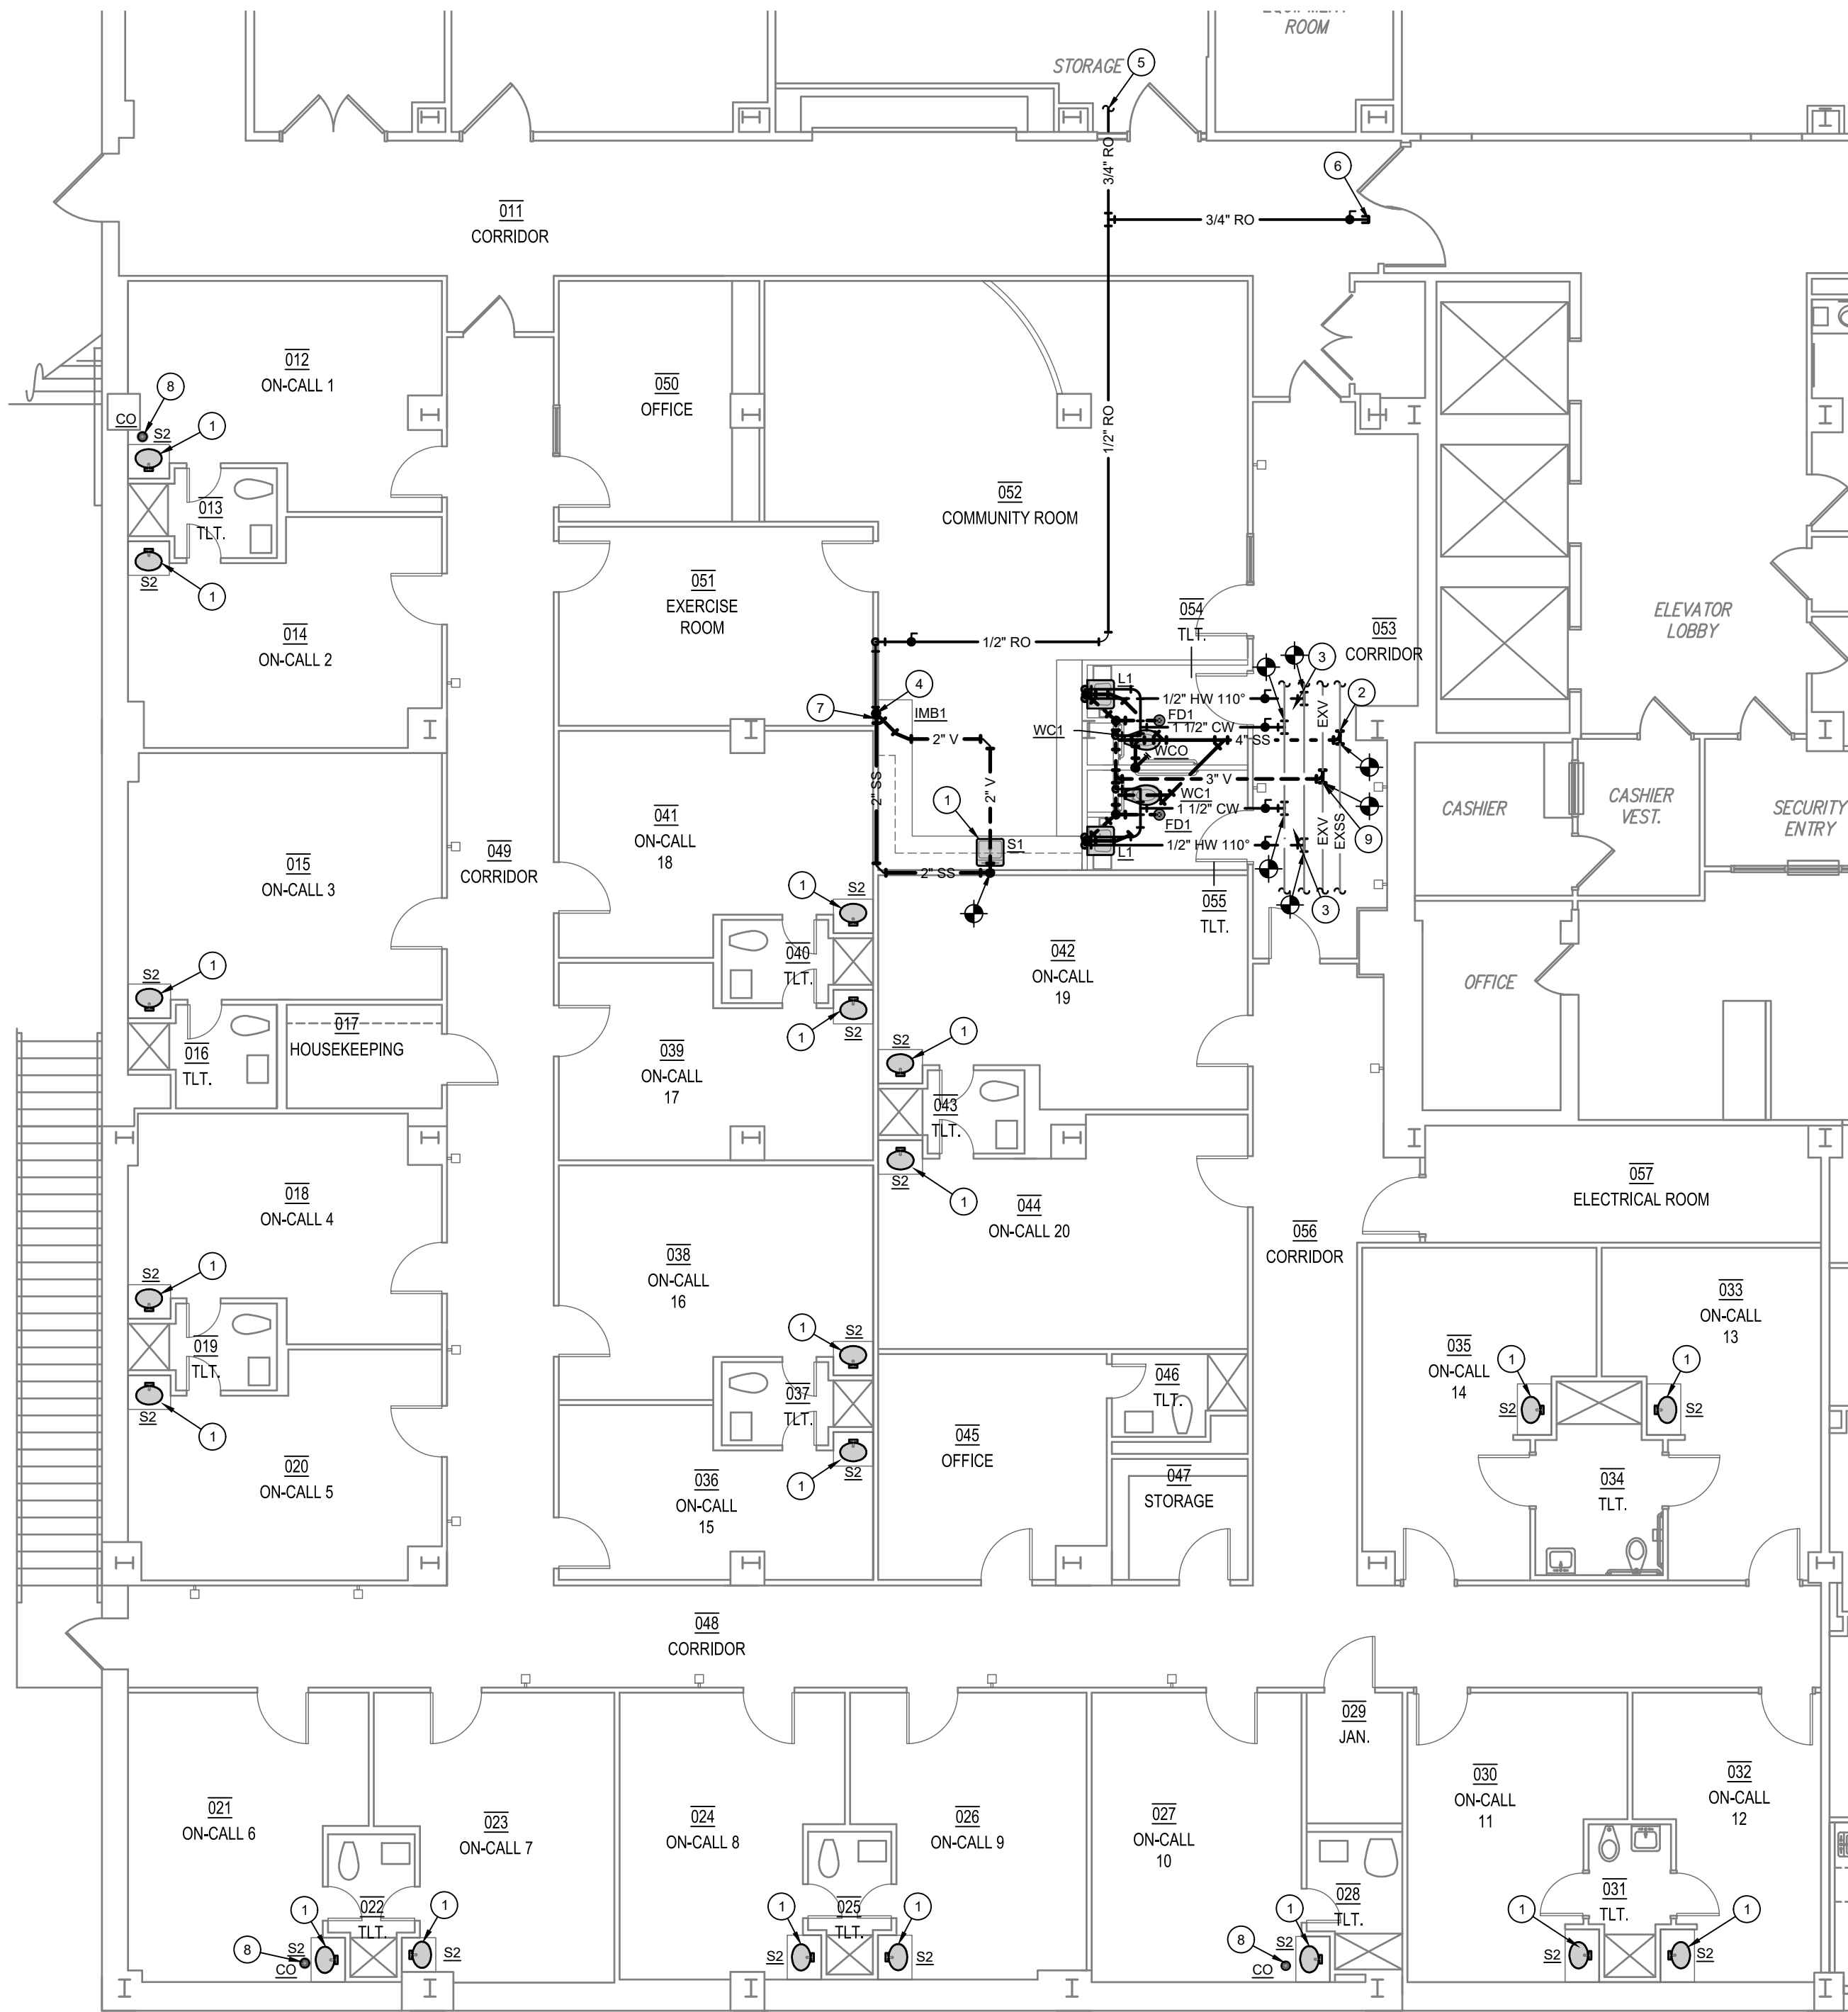 ROOM
STORAGE
5
3/4" RO
6
3/4" RO
011
CORRIDOR
012
ON-CALL 1
8
CO
S2
1
013
TLT.
S2
1
014
ON-CALL 2
050
OFFICE
1/2" RO
052
COMMUNITY ROOM
051
EXERCISE
ROOM
054
TLT.
053
CORRIDOR
ELEVATOR
LOBBY
1/2" RO
4
7
IMB1
2" V
2" V
2" SS
1
S1
2" SS
L1
1/2" HW 110°
3
EXV
2
FD1
1 1/2" CW
WC1
4" SS
WCO
3" V
WC1
1 1/2" CW
FD1
9
L1
1/2" HW 110°
EXV
EXSS
3
055
TLT.
CASHIER
CASHIER
VEST.
SECURITY
ENTRY
OFFICE
015
ON-CALL 3
049
CORRIDOR
041
ON-CALL
18
S2
1
040
TLT.
1
S2
042
ON-CALL
19
S2
1
016
TLT.
017
HOUSEKEEPING
039
ON-CALL
17
S2
1
043
TLT.
S2
1
044
ON-CALL 20
018
ON-CALL 4
S2
1
019
TLT.
S2
1
020
ON-CALL 5
038
ON-CALL
16
1
S2
037
TLT.
1
S2
036
ON-CALL
15
045
OFFICE
046
TLT.
047
STORAGE
056
CORRIDOR
057
ELECTRICAL ROOM
035
ON-CALL
14
1
S2
033
ON-CALL
13
1
S2
034
TLT.
048
CORRIDOR
021
ON-CALL 6
023
ON-CALL 7
024
ON-CALL 8
026
ON-CALL 9
027
ON-CALL
10
029
JAN.
030
ON-CALL
11
032
ON-CALL
12
8
S2
CO
1
022
TLT.
1
S2
1
S2
025
TLT.
1
S2
8
S2
CO
1
028
TLT.
1
S2
031
TLT.
1
S2